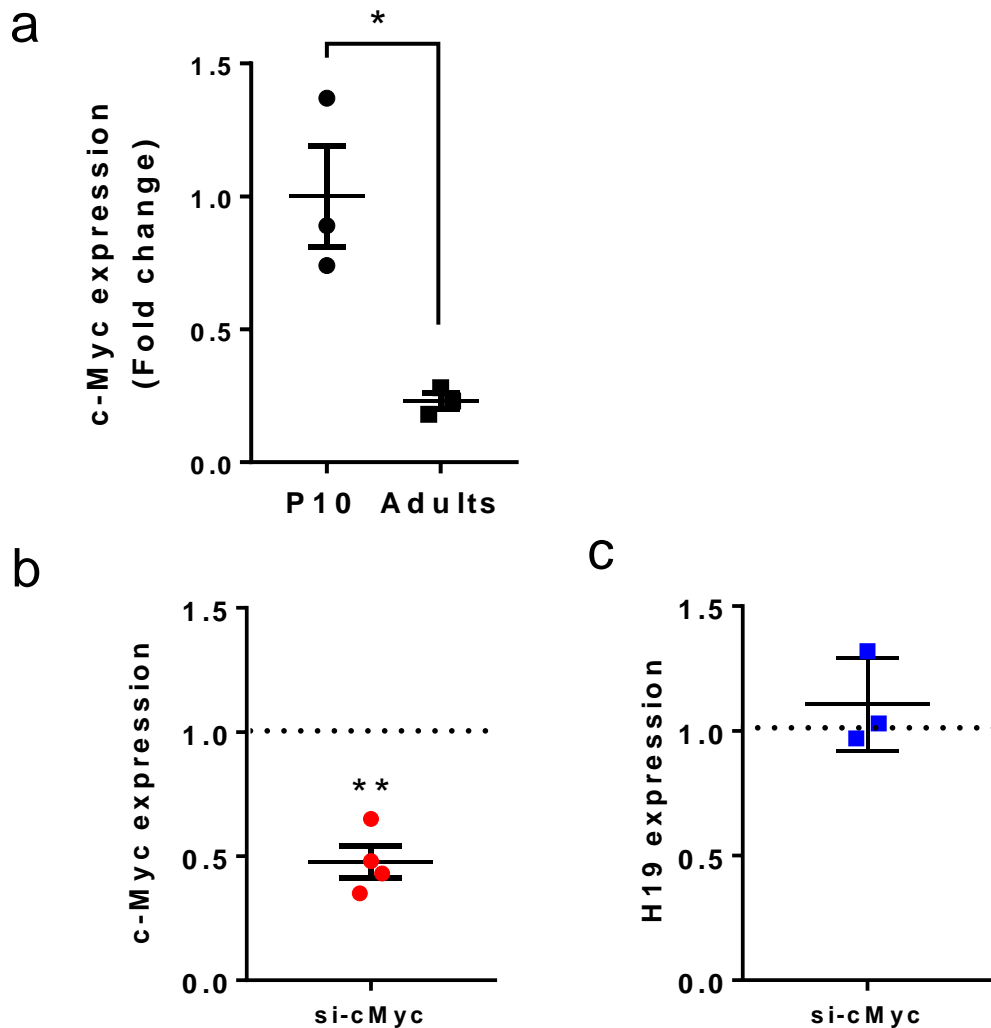 a
*
c-Myc expression
(Fold change)
1.5
1.0
0.5
0.0
P10 Adults
b
c-Myc expression
1.5
1.0
0.5
0.0
**
si-cMyc
c
H19 expression
1.5
1.0
0.5
0.0
si-cMyc